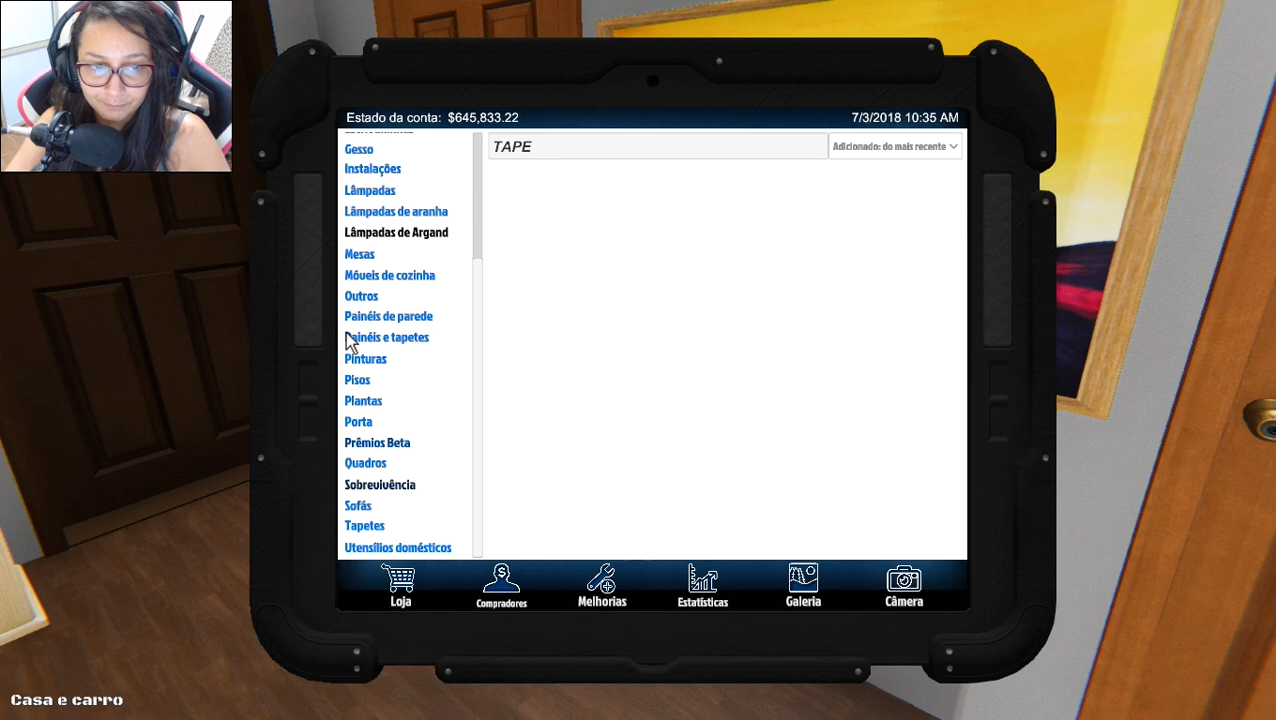 Estado da conta: $645,833.22
7/3/2018 10:35 AM
TAPE
Adicionado: do mais recente
Gesso
Instalações
Lâmpadas
Lâmpadas de aranha
Lâmpadas de Argand
Mesas
Móveis de cozinha
Outros
Painéis de parede
Painéis e tapetes
Pinturas
Pisos
Plantas
Porta
Prêmios Beta
Quadros
Sobrevivência
Sofás
Tapetes
Utensílios domésticos
Loja
Compradores
Melhorias
Estatísticas
Galeria
Câmera
Casa e carro